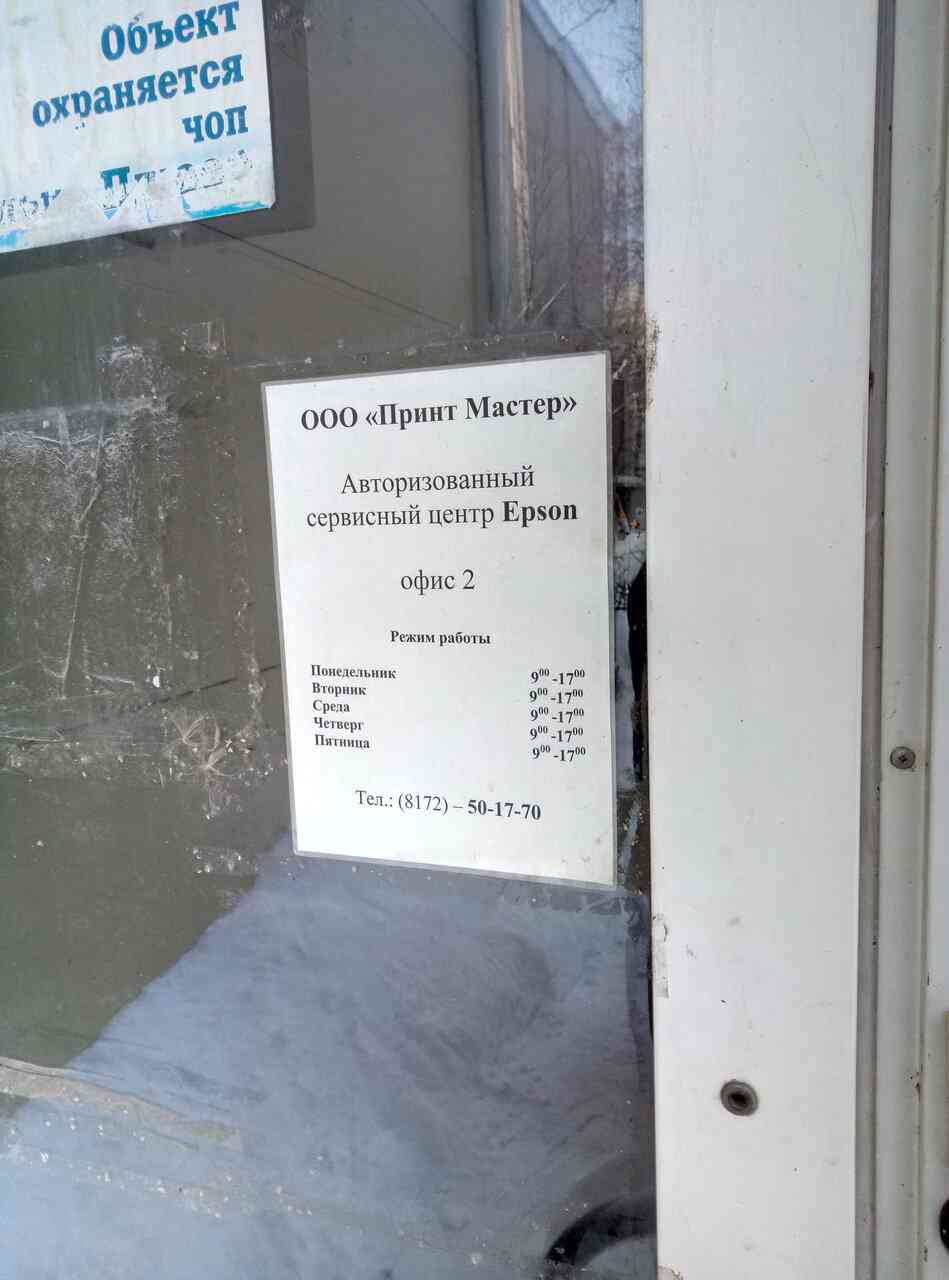 Объект
охраняется
чоп
ООО «Принт Мастер»
Авторизованный
сервисный центр Epson
офис 2
Режим работы
Понедельник 9⁰⁰ -17⁰⁰
Вторник 9⁰⁰ -17⁰⁰
Среда 9⁰⁰ -17⁰⁰
Четверг 9⁰⁰ -17⁰⁰
Пятница 9⁰⁰ -17⁰⁰
Тел.: (8172) – 50-17-70